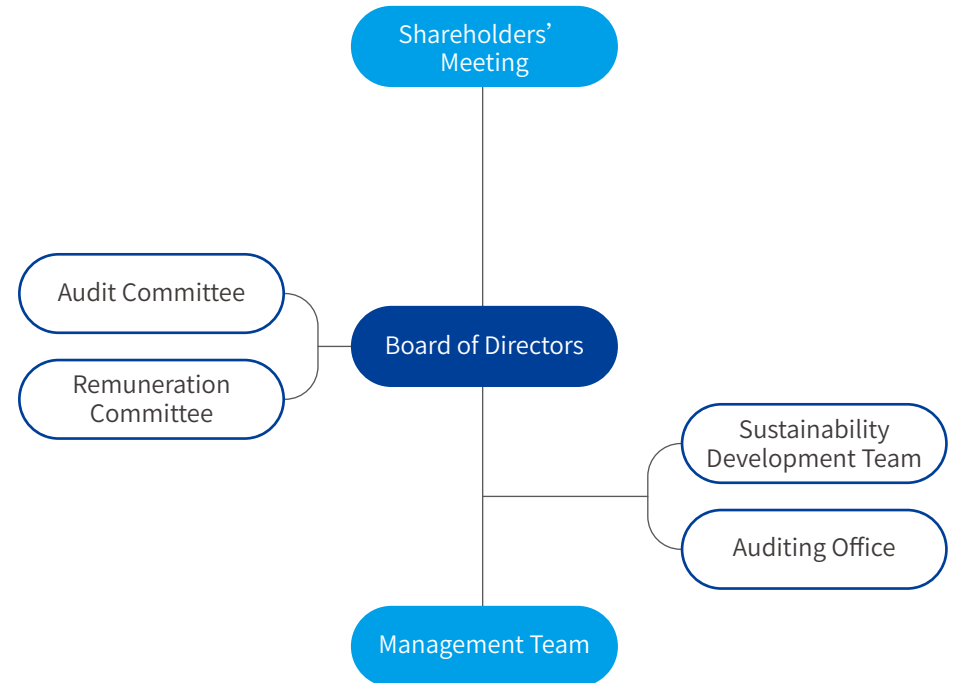 Shareholders’
Meeting
Audit Committee
Board of Directors
Remuneration
Committee
Sustainability
Development Team
Auditing Office
Management Team